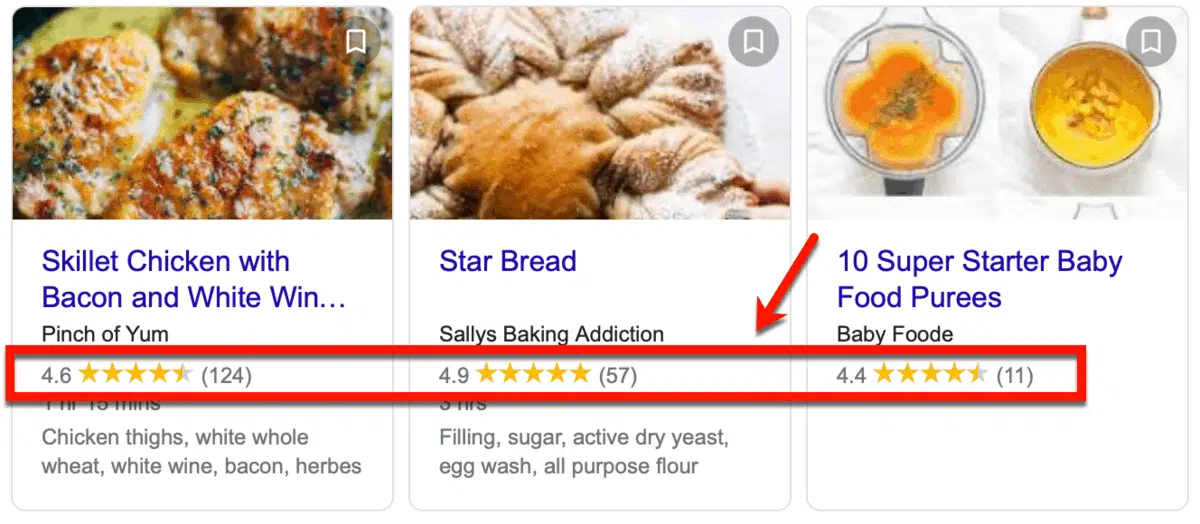 Skillet Chicken with
Bacon and White Win…
Pinch of Yum
4.6 (124)
1 hr 15 mins
Chicken thighs, white whole
wheat, white wine, bacon, herbes
Star Bread
Sallys Baking Addiction
4.9 (57)
3 hrs
Filling, sugar, active dry yeast,
egg wash, all purpose flour
10 Super Starter Baby
Food Purees
Baby Foode
4.4 (11)